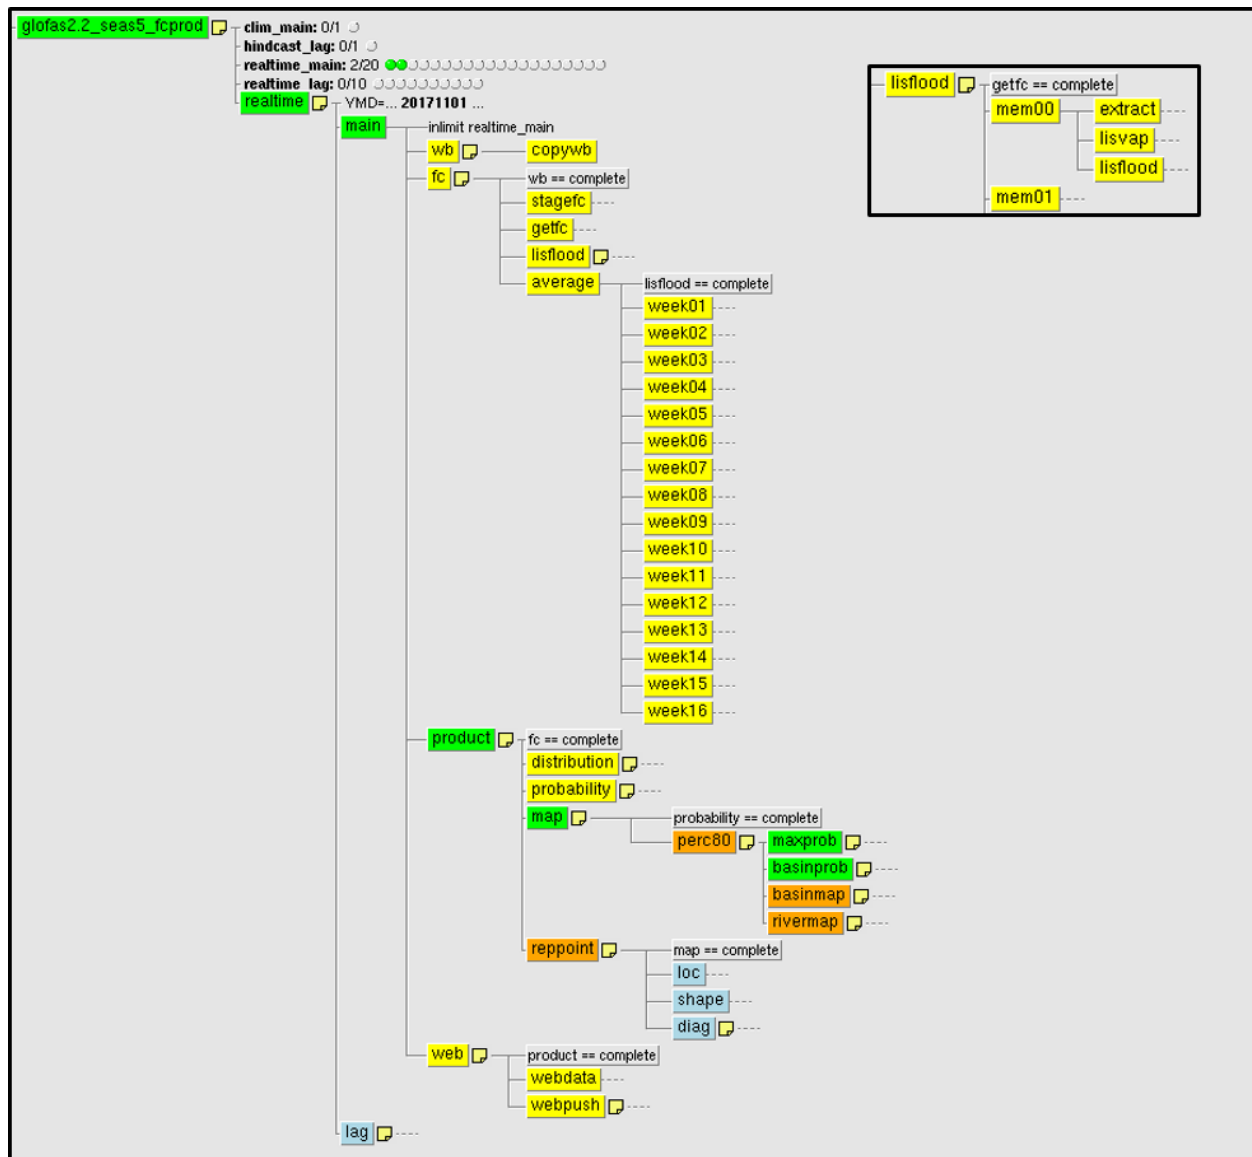 glofas2.2_seas5_fcprod
clim_main: 0/1
hindcast_lag: 0/1
realtime_main: 2/20
realtime_lag: 0/10
realtime YMD=... 20171101 ...
main inlimit realtime_main
wb copywb
fc wb == complete
stagefc
getfc
lisflood
average lisflood == complete
week01
week02
week03
week04
week05
week06
week07
week08
week09
week10
week11
week12
week13
week14
week15
week16
product fc == complete
distribution
probability
map probability == complete
perc80 maxprob
basinprob
basinmap
rivermap
reppoint map == complete
loc
shape
diag
web product == complete
webdata
webpush
lag
lisflood getfc == complete
mem00 extract
lisvap
lisflood
mem01